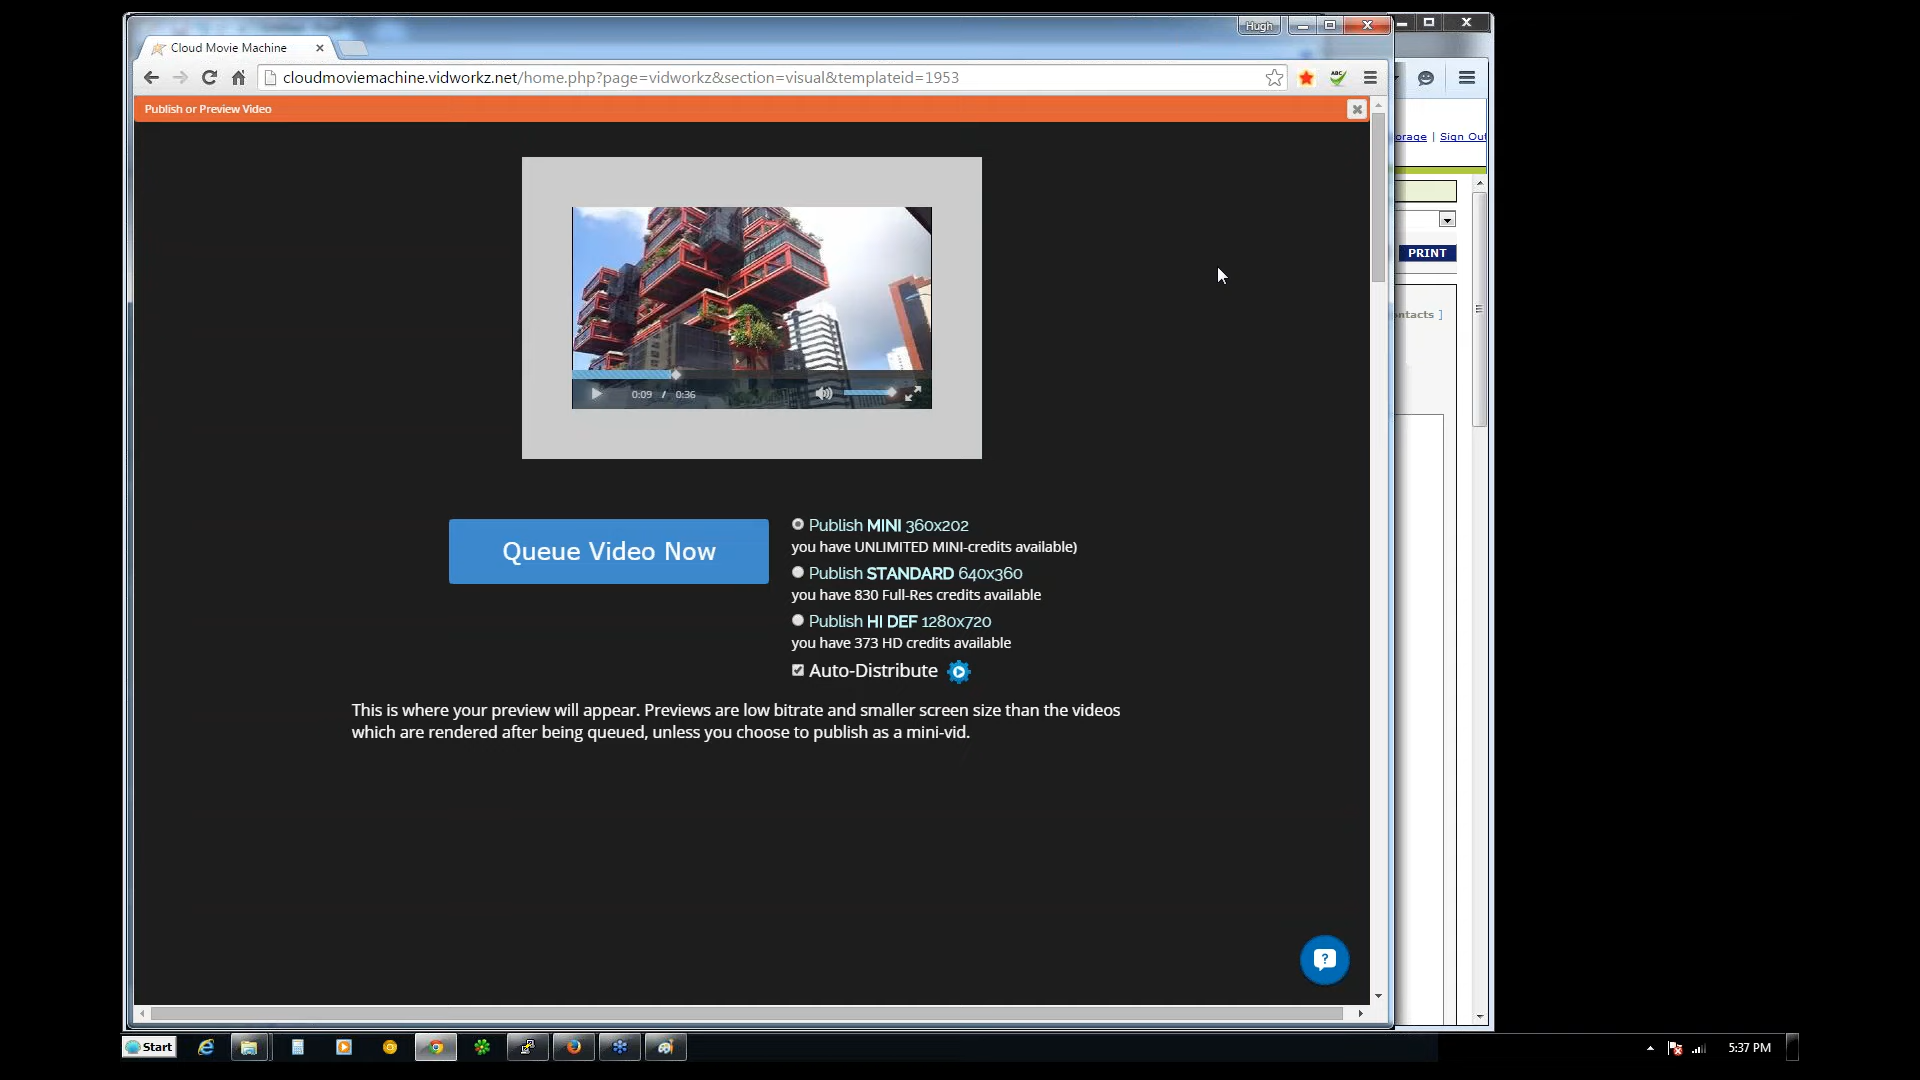 Hugh
Cloud Movie Machine
cloudmoviemachine.vidworkz.net/home.php?page=vidworkz&section=visual&templateid=1953
ABC
Publish or Preview Video
orage | Sign Out
PRINT
ntacts ]
0:09 / 0:36
Queue Video Now
Publish MINI 360x202
you have UNLIMITED MINI-credits available)
Publish STANDARD 640x360
you have 830 Full-Res credits available
Publish HI DEF 1280x720
you have 373 HD credits available
Auto-Distribute
This is where your preview will appear. Previews are low bitrate and smaller screen size than the videos
which are rendered after being queued, unless you choose to publish as a mini-vid.
?
Start
5:37 PM